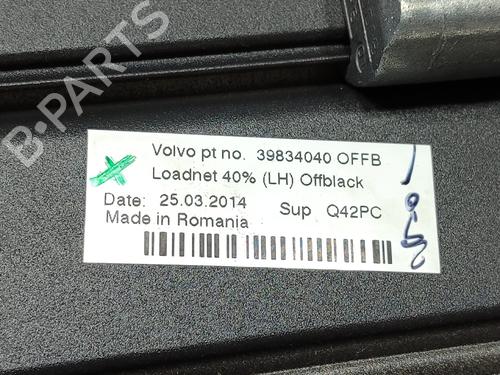 B-PARTS
Volvo pt no. 39834040 OFFB
Loadnet 40% (LH) Offblack
Date: 25.03.2014 Sup Q42PC
Made in Romania